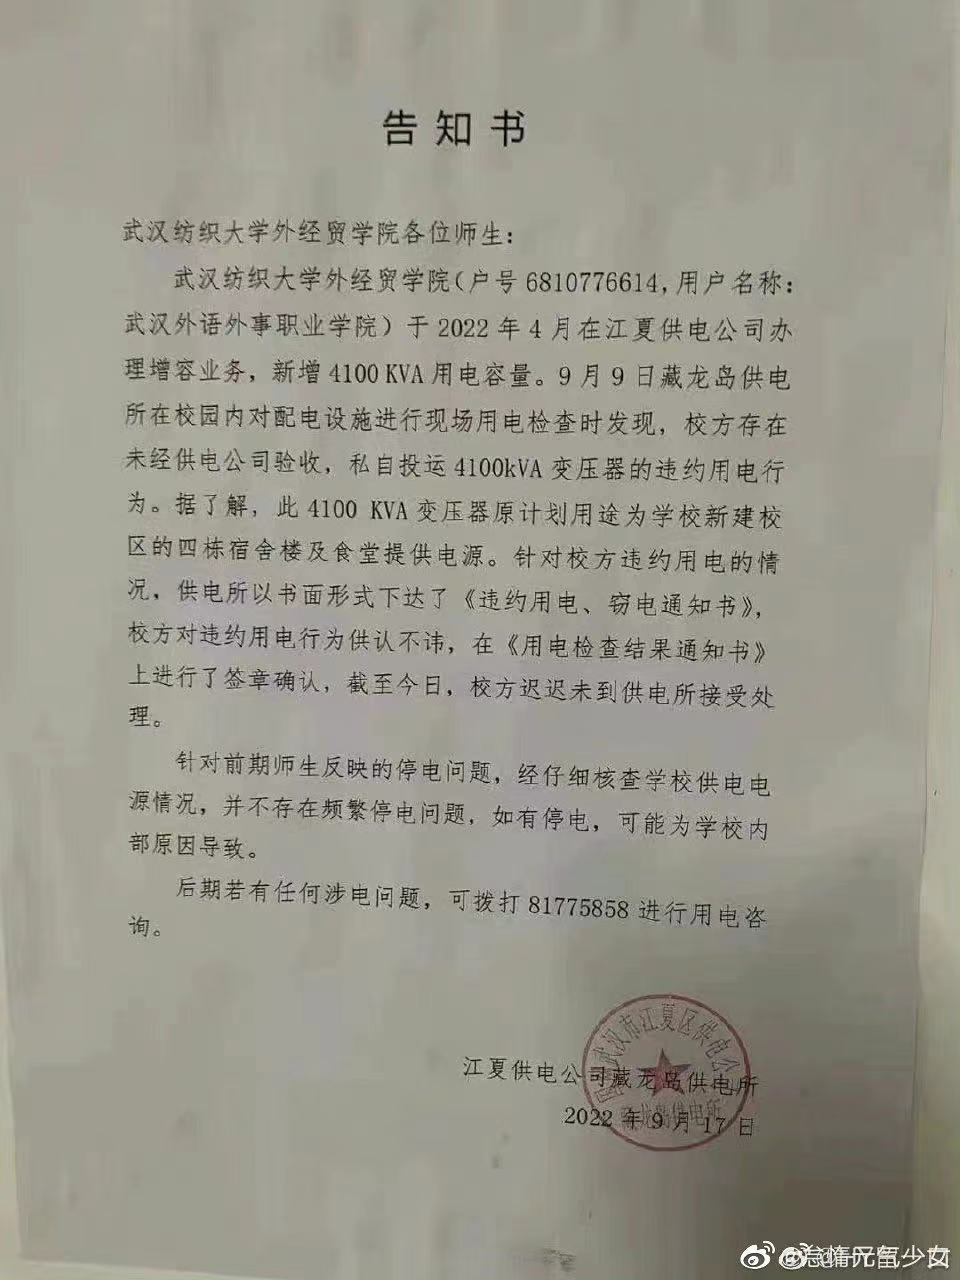 告知书
武汉纺织大学外经贸学院各位师生：
武汉纺织大学外经贸学院（户号 6810776614，用户名称：
武汉外语外事职业学院）于 2022 年 4 月在江夏供电公司办
理增容业务，新增 4100 KVA 用电容量。9 月 9 日藏龙岛供电
所在校园内对配电设施进行现场用电检查时发现，校方存在
未经供电公司验收，私自投运 4100kVA 变压器的违约用电行
为。据了解，此 4100 KVA 变压器原计划用途为学校新建校
区的四栋宿舍楼及食堂提供电源。针对校方违约用电的情
况，供电所以书面形式下达了《违约用电、窃电通知书》，
校方对违约用电行为供认不讳，在《用电检查结果通知书》
上进行了签章确认，截至今日，校方迟迟未到供电所接受处
理。
针对前期师生反映的停电问题，经仔细核查学校供电电
源情况，并不存在频繁停电问题，如有停电，可能为学校内
部原因导致。
后期若有任何涉电问题，可拨打 81775858 进行用电咨
询。
武汉市江夏区供电公
江夏供电公司藏龙岛供电所
藏龙岛供电所
2022 年 9 月 17 日